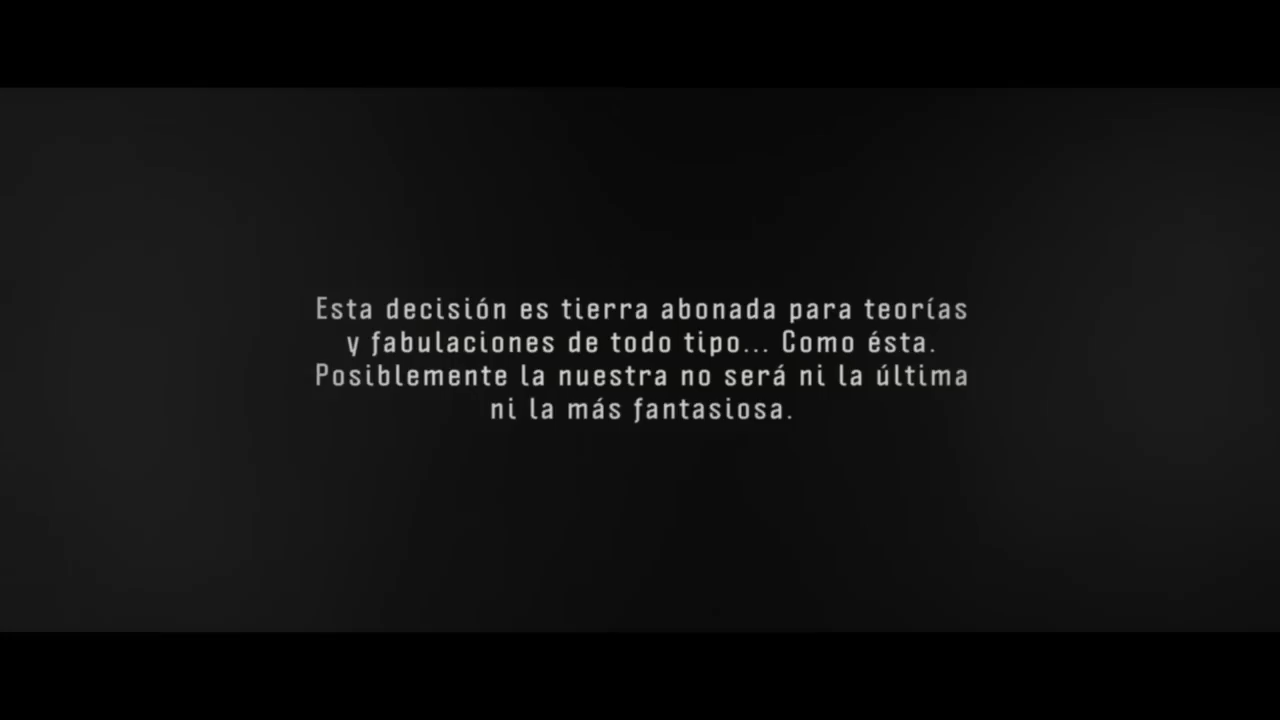 Esta decisión es tierra abonada para teorías
y fabulaciones de todo tipo... Como ésta.
Posiblemente la nuestra no será ni la última
ni la más fantasiosa.